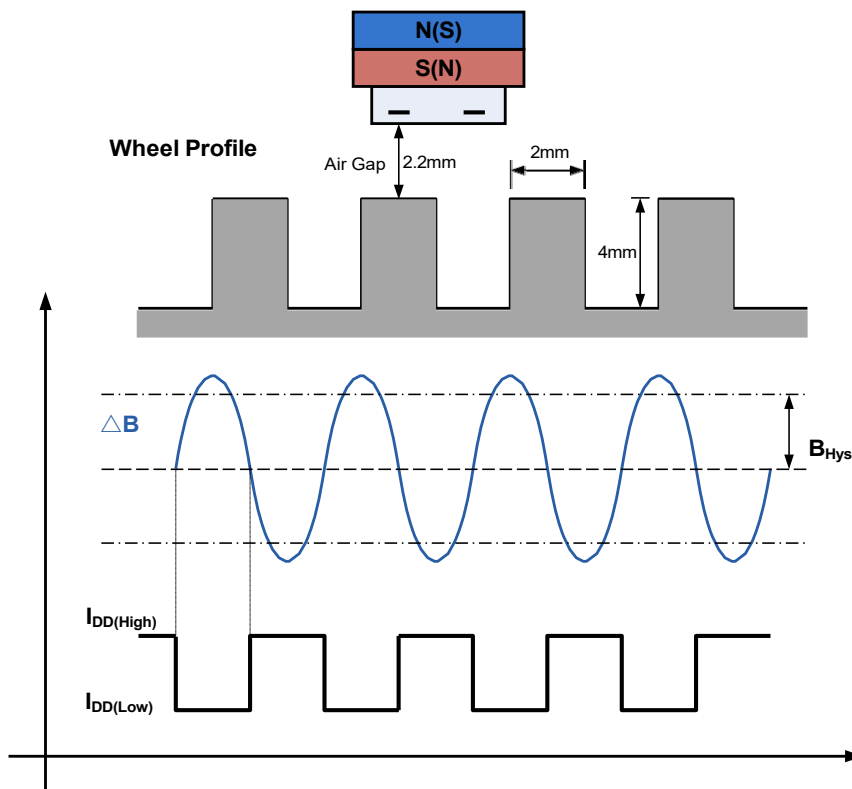 N(S)
S(N)
Wheel Profile
Air Gap
2.2mm
2mm
4mm
△B
BHys
IDD(High)
IDD(Low)